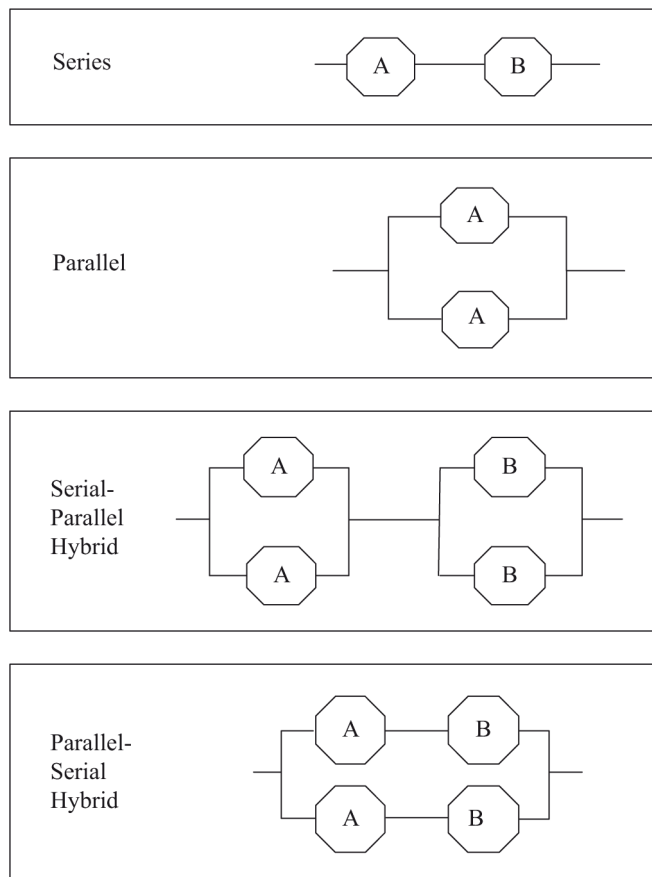 Series
A B
Parallel
A
A
Serial-
Parallel
Hybrid
A B
A B
Parallel-
Serial
Hybrid
A B
A B